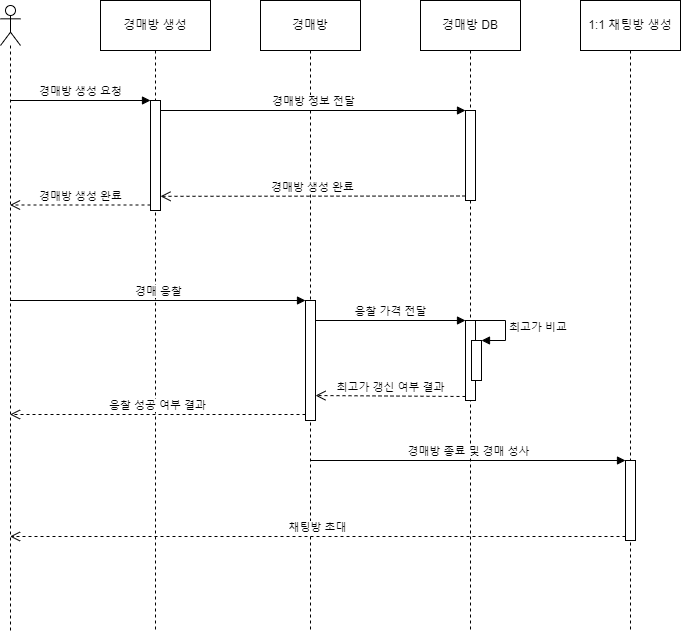 경매방 생성
경매방
경매방 DB
1:1 채팅방 생성
경매방 생성 요청
경매방 정보 전달
경매방 생성 완료
경매방 생성 완료
경매 응찰
응찰 가격 전달
최고가 비교
최고가 갱신 여부 결과
응찰 성공 여부 결과
경매방 종료 및 경매 성사
채팅방 초대